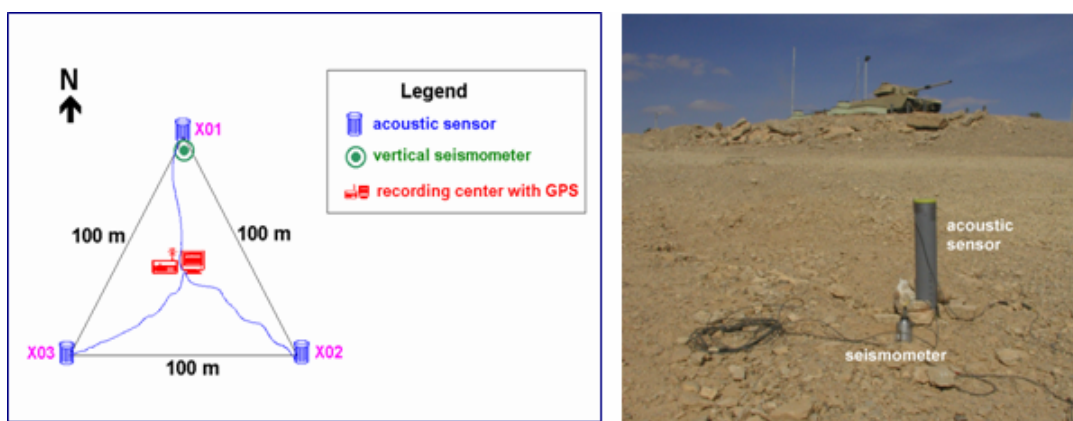 N
X01
100 m
100 m
X03
X02
100 m
Legend
acoustic sensor
vertical seismometer
recording center with GPS
acoustic
sensor
seismometer